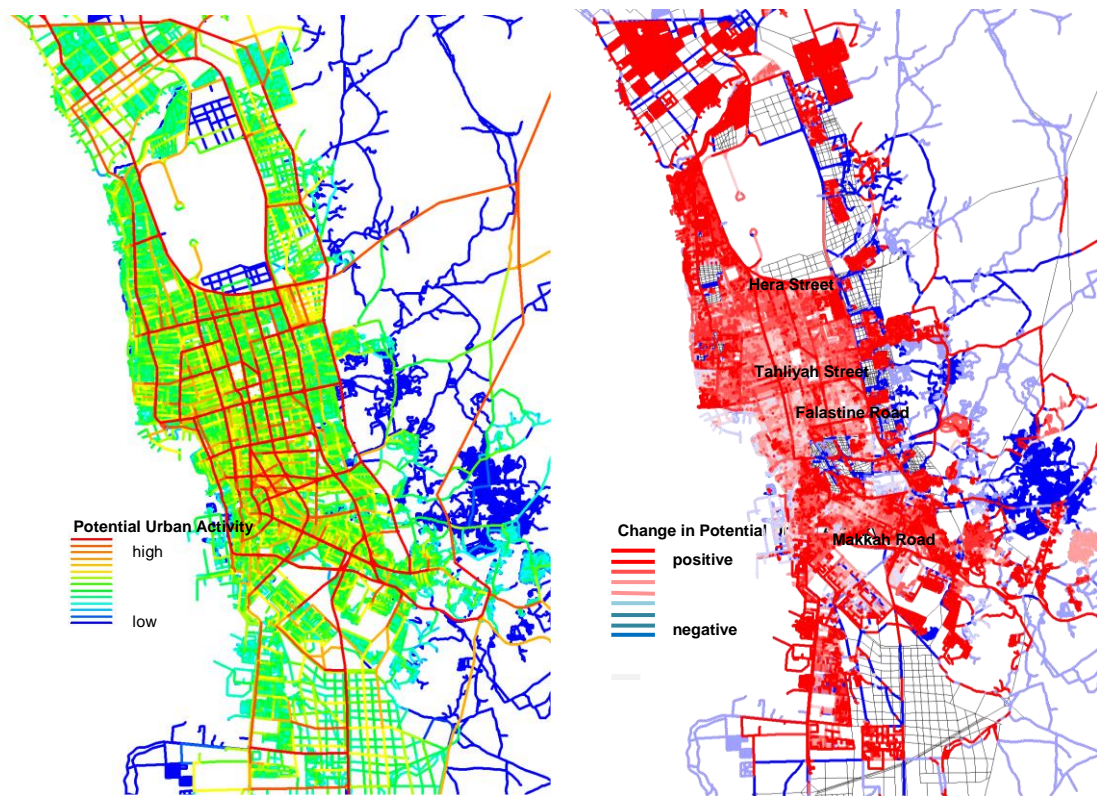 Potential Urban Activity
high
low
Hera Street
Tahliyah Street
Falastine Road
Change in Potential
positive
Makkah Road
negative